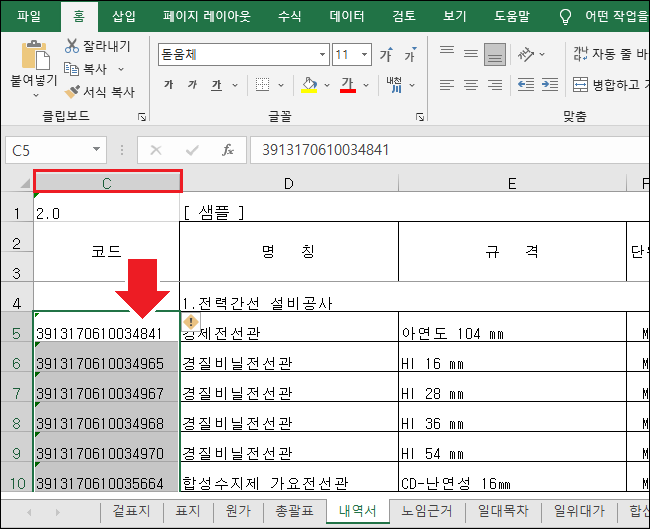 파일 홈 삽입 페이지 레이아웃 수식 데이터 검토 보기 도움말 어떤 작업을
붙여넣기 잘라내기 복사 서식 복사
돋움체 11
가 가 가 가 가 내천 川
자동 줄 바
병합하고 가
클립보드 글꼴 맞춤
C5 fx 3913170610034841
C D E F
1 2.0 [ 샘플 ]
2 코드 명 칭 규 격 단위
3
4 1.전력간선 설비공사
5 3913170610034841 강제전선관 아연도 104 mm M
6 3913170610034965 경질비닐전선관 HI 16 mm M
7 3913170610034967 경질비닐전선관 HI 28 mm M
8 3913170610034968 경질비닐전선관 HI 36 mm M
9 3913170610034970 경질비닐전선관 HI 54 mm M
10 3913170610035664 합성수지제 가요전선관 CD-난연성 16mm M
겉표지 표지 원가 총괄표 내역서 노임근거 일대목차 일위대가 합산